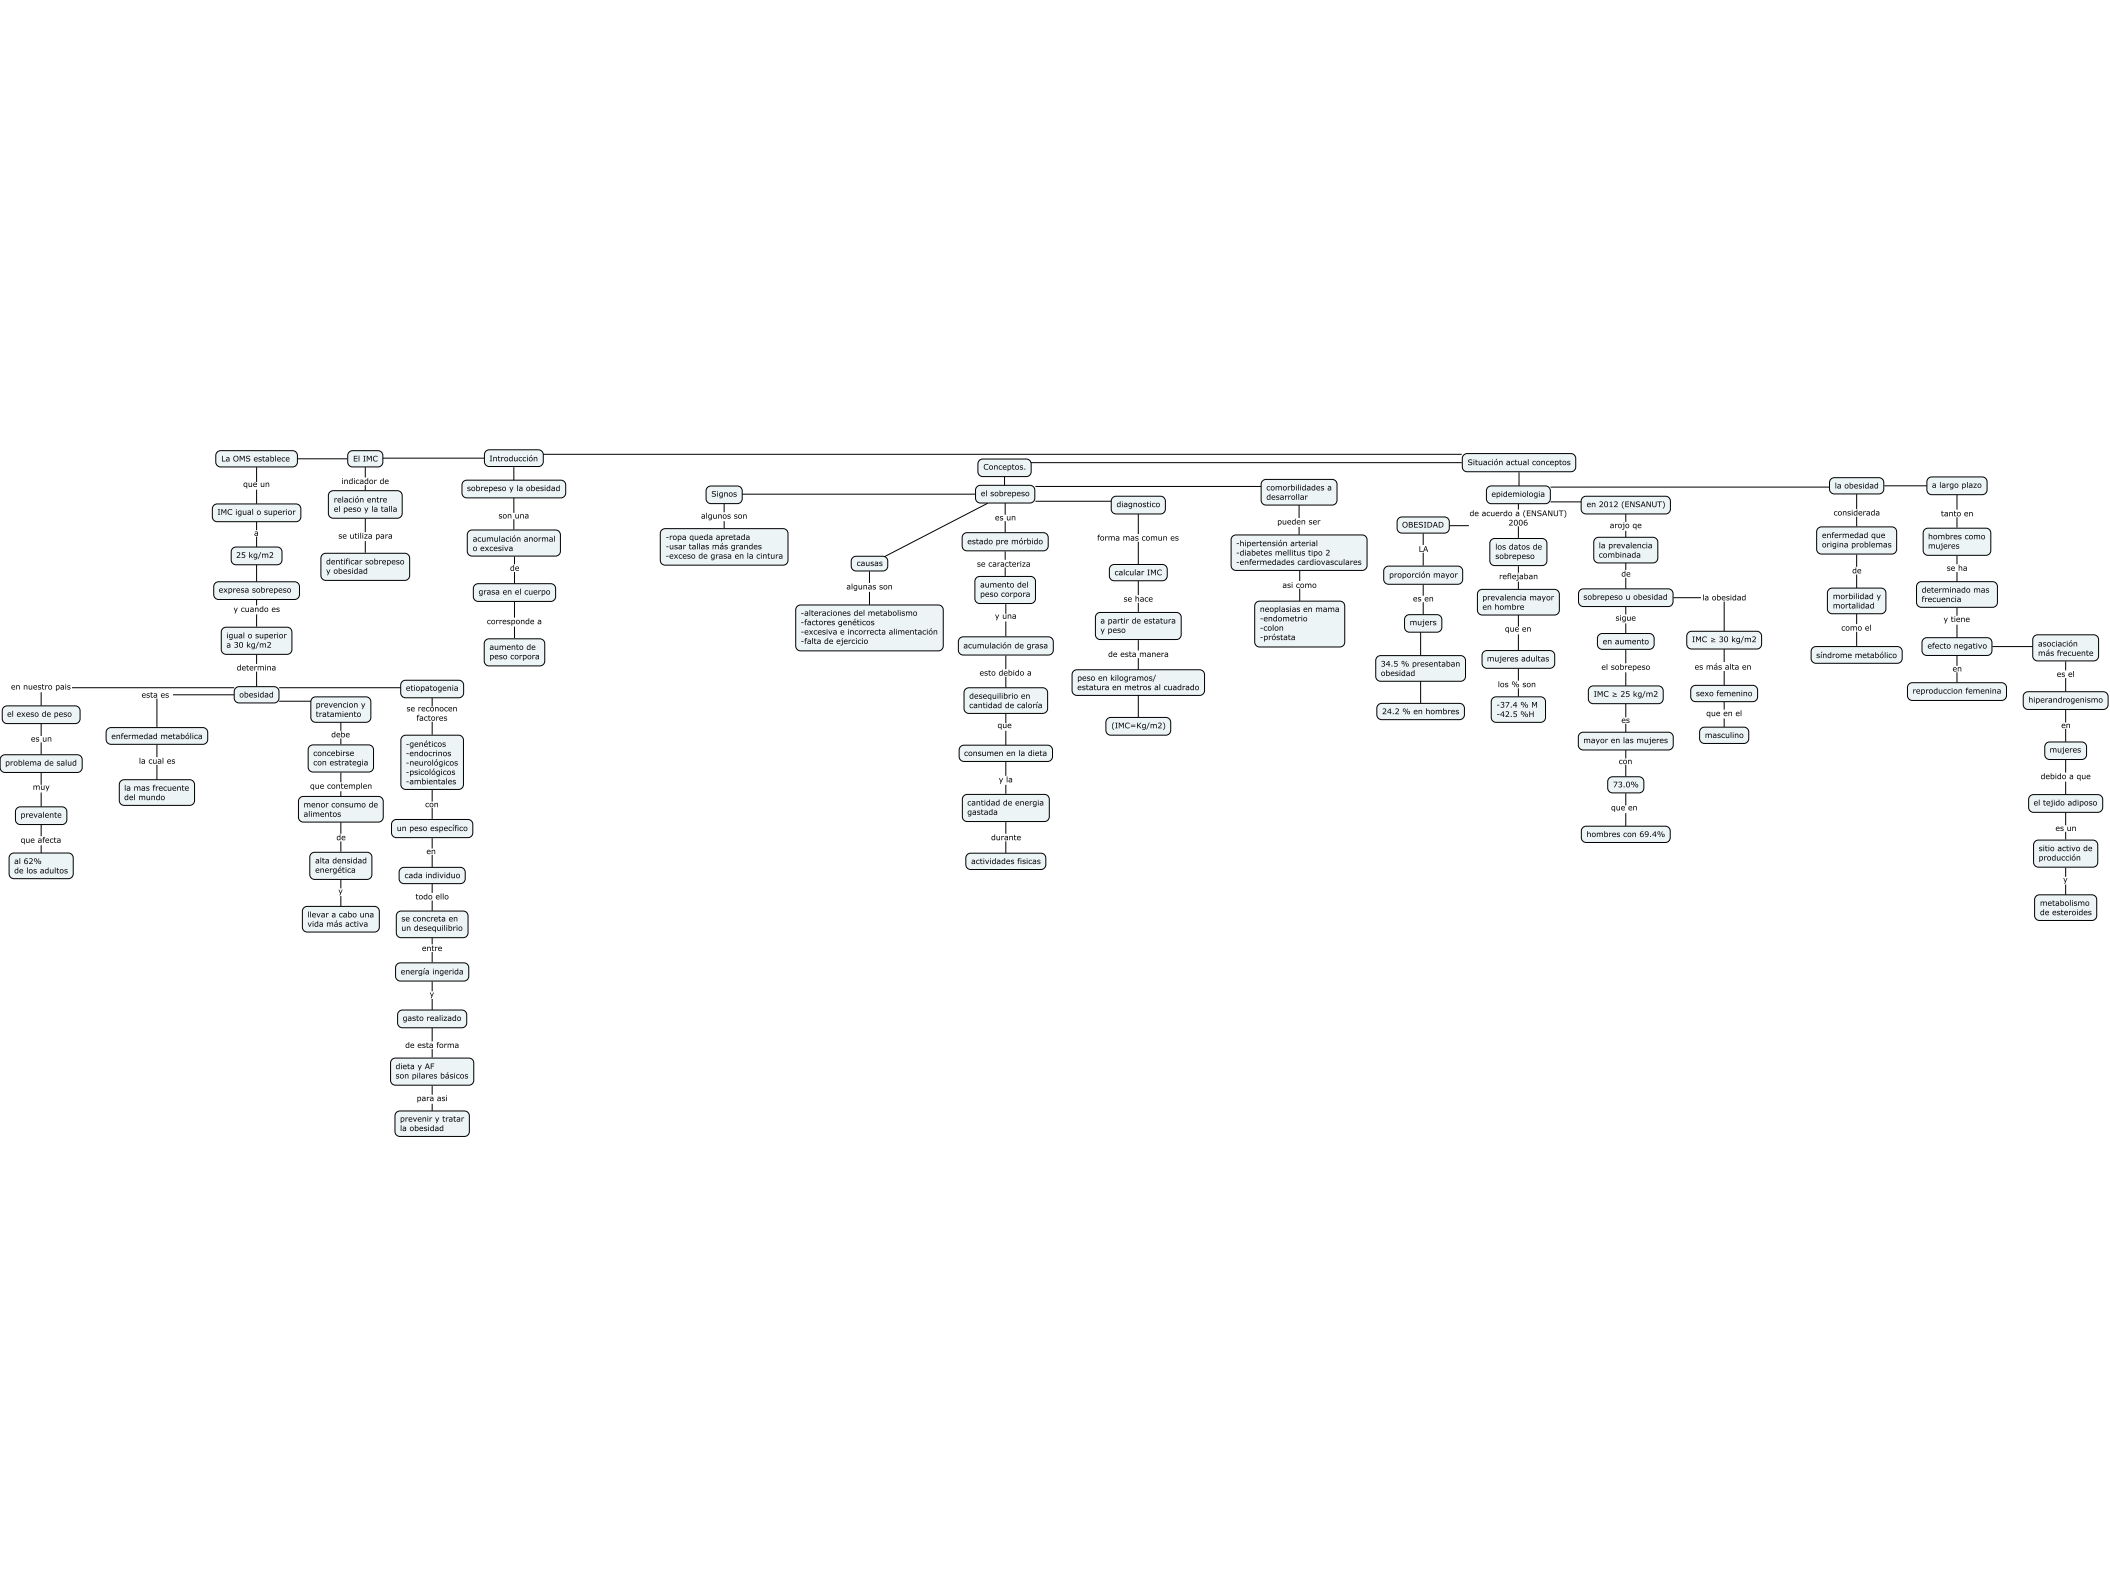 La OMS establece
que un
IMC igual o superior
a
25 kg/m2
expresa sobrepeso
y cuando es
igual o superior
a 30 kg/m2
determina
obesidad
en nuestro pais
el exeso de peso
es un
problema de salud
muy
prevalente
que afecta
al 62%
de los adultos
esta es
enfermedad metabólica
la cual es
la mas frecuente
del mundo
prevencion y
tratamiento
debe
concebirse
con estrategia
que contemplen
menor consumo de
alimentos
de
alta densidad
energética
y
llevar a cabo una
vida más activa
etiopatogenia
se reconocen
factores
-genéticos
-endocrinos
-neurológicos
-psicológicos
-ambientales
con
un peso específico
en
cada individuo
todo ello
se concreta en
un desequilibrio
entre
energía ingerida
y
gasto realizado
de esta forma
dieta y AF
son pilares básicos
para asi
prevenir y tratar
la obesidad
El IMC
indicador de
relación entre
el peso y la talla
se utiliza para
dentificar sobrepeso
y obesidad
Introducción
sobrepeso y la obesidad
son una
acumulación anormal
o excesiva
de
grasa en el cuerpo
corresponde a
aumento de
peso corpora
Conceptos.
el sobrepeso
Signos
algunos son
-ropa queda apretada
-usar tallas más grandes
-exceso de grasa en la cintura
causas
algunas son
-alteraciones del metabolismo
-factores genéticos
-excesiva e incorrecta alimentación
-falta de ejercicio
es un
estado pre mórbido
se caracteriza
aumento del
peso corpora
y una
acumulación de grasa
esto debido a
desequilibrio en
cantidad de caloría
que
consumen en la dieta
y la
cantidad de energia
gastada
durante
actividades fisicas
diagnostico
forma mas comun es
calcular IMC
se hace
a partir de estatura
y peso
de esta manera
peso en kilogramos/
estatura en metros al cuadrado
(IMC=Kg/m2)
comorbilidades a
desarrollar
pueden ser
-hipertensión arterial
-diabetes mellitus tipo 2
-enfermedades cardiovasculares
asi como
neoplasias en mama
-endometrio
-colon
-próstata
Situación actual conceptos
epidemiologia
de acuerdo a (ENSANUT)
2006
OBESIDAD
LA
proporción mayor
es en
mujers
34.5 % presentaban
obesidad
24.2 % en hombres
los datos de
sobrepeso
reflejaban
prevalencia mayor
en hombre
que en
mujeres adultas
los % son
-37.4 % M
-42.5 %H
en 2012 (ENSANUT)
arojo qe
la prevalencia
combinada
de
sobrepeso u obesidad
sigue
en aumento
el sobrepeso
IMC ≥ 25 kg/m2
es
mayor en las mujeres
con
73.0%
que en
hombres con 69.4%
la obesidad
IMC ≥ 30 kg/m2
es más alta en
sexo femenino
que en el
masculino
la obesidad
considerada
enfermedad que
origina problemas
de
morbilidad y
mortalidad
como el
síndrome metabólico
a largo plazo
tanto en
hombres como
mujeres
se ha
determinado mas
frecuencia
y tiene
efecto negativo
en
reproduccion femenina
asociación
más frecuente
es el
hiperandrogenismo
en
mujeres
debido a que
el tejido adiposo
es un
sitio activo de
producción
y
metabolismo
de esteroides